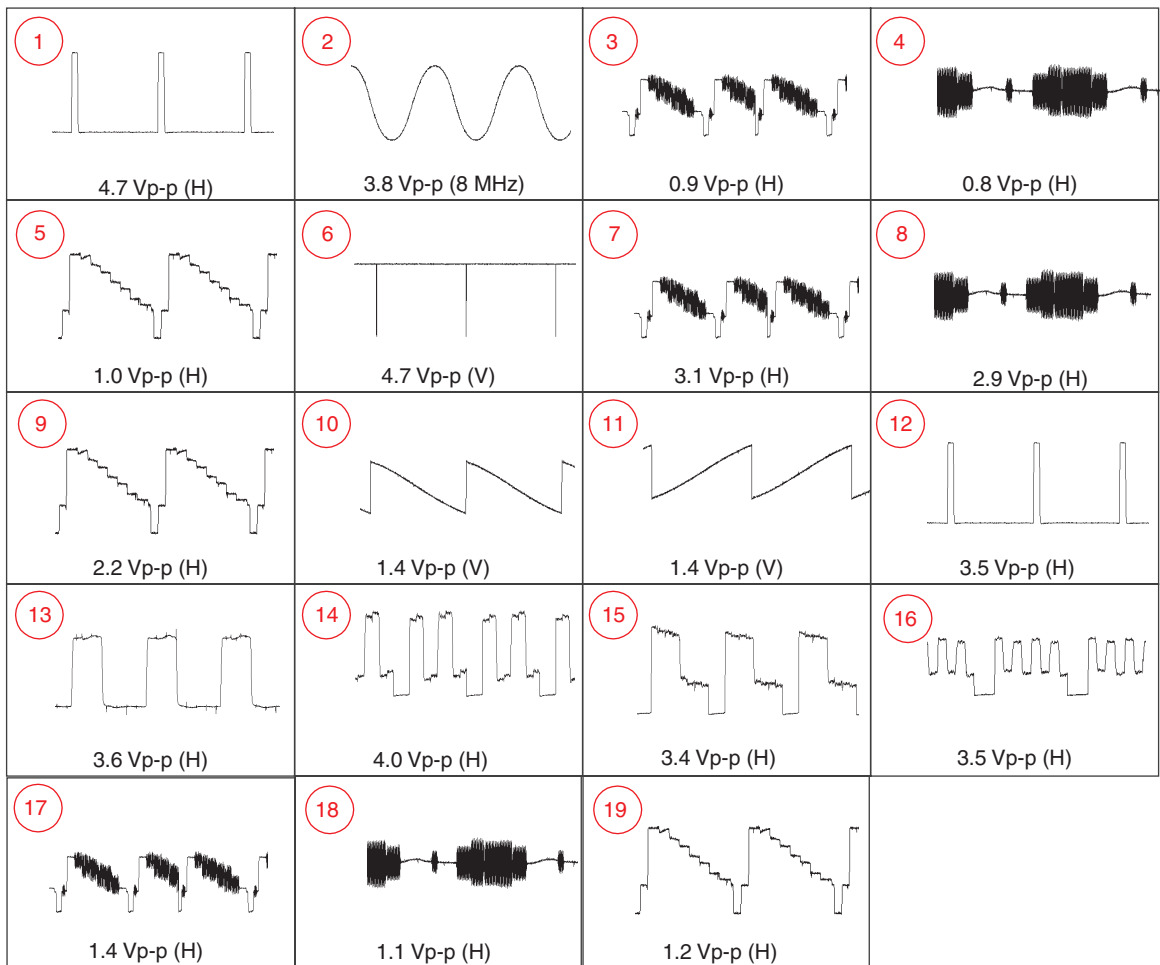 1
4.7 Vp-p (H)
2
3.8 Vp-p (8 MHz)
3
0.9 Vp-p (H)
4
0.8 Vp-p (H)
5
1.0 Vp-p (H)
6
4.7 Vp-p (V)
7
3.1 Vp-p (H)
8
2.9 Vp-p (H)
9
2.2 Vp-p (H)
10
1.4 Vp-p (V)
11
1.4 Vp-p (V)
12
3.5 Vp-p (H)
13
3.6 Vp-p (H)
14
4.0 Vp-p (H)
15
3.4 Vp-p (H)
16
3.5 Vp-p (H)
17
1.4 Vp-p (H)
18
1.1 Vp-p (H)
19
1.2 Vp-p (H)